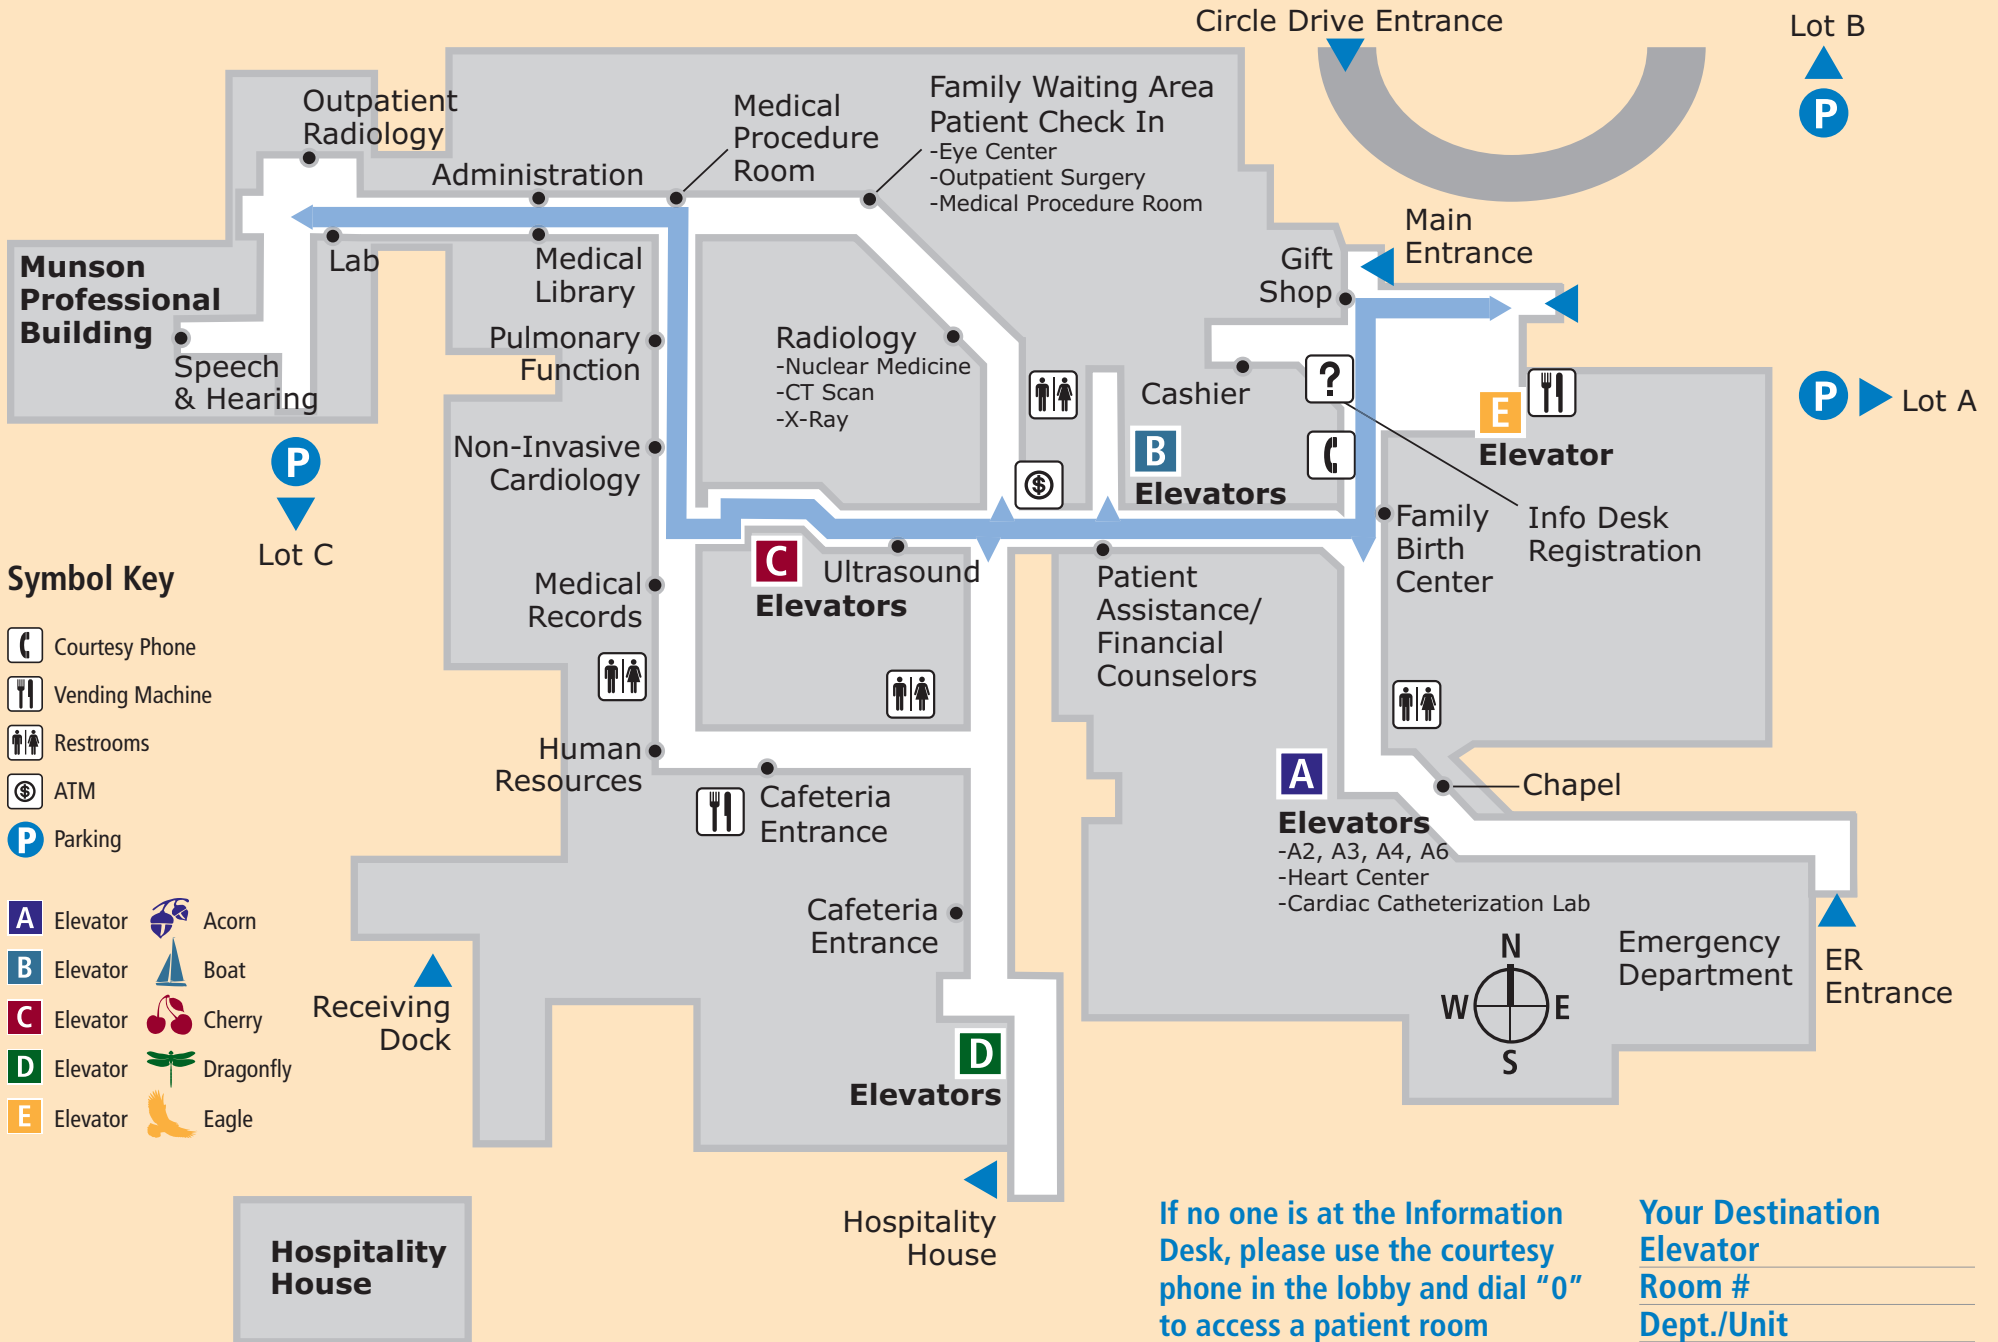 Circle Drive Entrance
Lot B
P
Outpatient
Radiology
Medical
Procedure
Room
Family Waiting Area
Patient Check In
-Eye Center
-Outpatient Surgery
-Medical Procedure Room
Administration
Main
Entrance
Gift
Shop
Munson
Professional
Building
Lab
Medical
Library
Pulmonary
Function
Radiology
-Nuclear Medicine
-CT Scan
-X-Ray
Speech
& Hearing
Cashier
?
E
Elevator
P
Lot A
P
Lot C
Non-Invasive
Cardiology
$
B
Elevators
Family
Birth
Center
Info Desk
Registration
C
Elevators
Ultrasound
Medical
Records
Patient
Assistance/
Financial
Counselors
Symbol Key
Courtesy Phone
Vending Machine
Restrooms
$
ATM
P
Parking
A
Elevator
Acorn
B
Elevator
Boat
C
Elevator
Cherry
D
Elevator
Dragonfly
E
Elevator
Eagle
Human
Resources
Cafeteria
Entrance
A
Elevators
-A2, A3, A4, A6
-Heart Center
-Cardiac Catheterization Lab
Chapel
Cafeteria
Entrance
Emergency
Department
ER
Entrance
N
W
E
S
Receiving
Dock
D
Elevators
Hospitality
House
Hospitality
House
If no one is at the Information
Desk, please use the courtesy
phone in the lobby and dial “0”
to access a patient room
Your Destination
Elevator
Room #
Dept./Unit